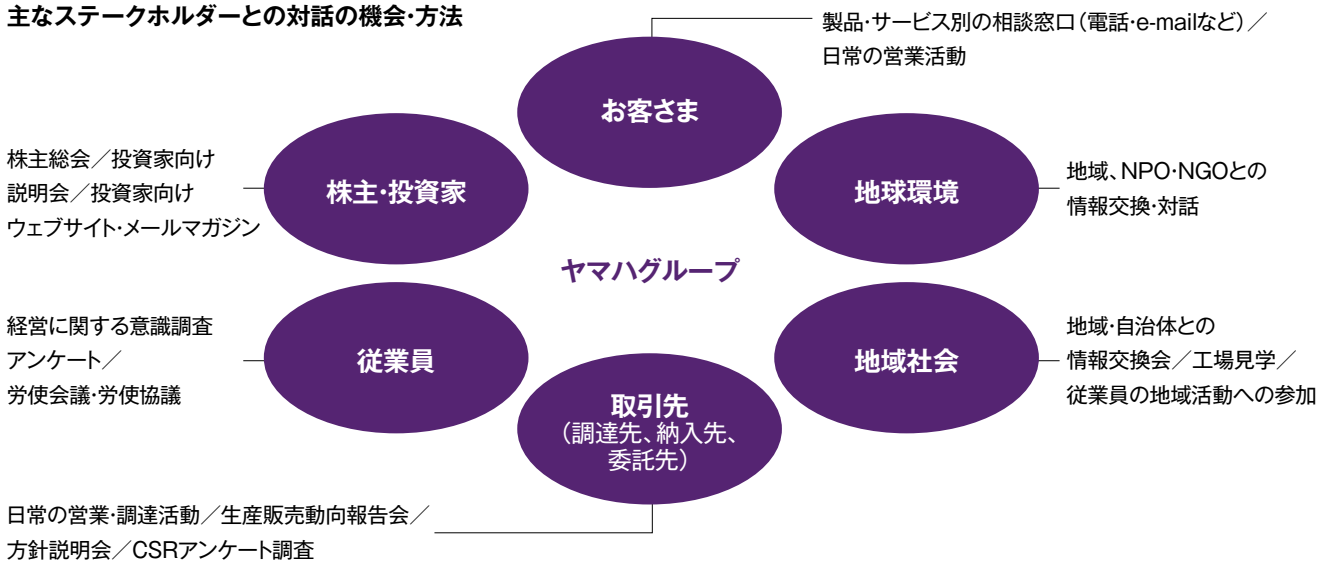 主なステークホルダーとの対話の機会・方法
製品・サービス別の相談窓口（電話・e-mailなど）／
日常の営業活動
お客さま
株主総会／投資家向け
説明会／投資家向け
ウェブサイト・メールマガジン
株主・投資家
地球環境
地域、NPO・NGOとの
情報交換・対話
ヤマハグループ
経営に関する意識調査
アンケート／
労使会議・労使協議
従業員
地域社会
地域・自治体との
情報交換会／工場見学／
従業員の地域活動への参加
取引先
（調達先、納入先、
委託先）
日常の営業・調達活動／生産販売動向報告会／
方針説明会／CSRアンケート調査